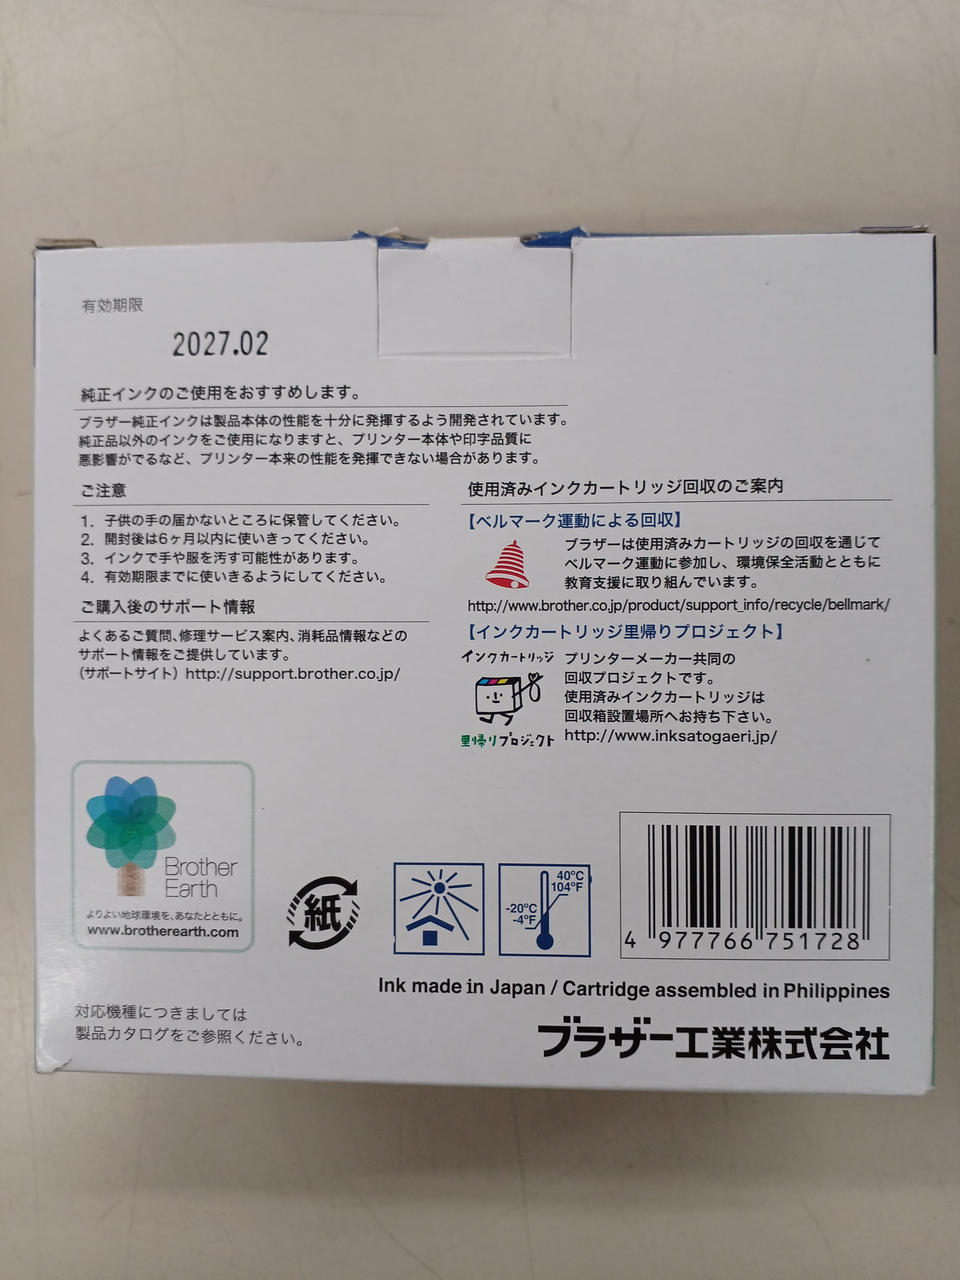 有効期限
2027.02
純正インクのご使用をおすすめします。
ブラザー純正インクは製品本体の性能を十分に発揮するよう開発されています。
純正品以外のインクをご使用になりますと、プリンター本体や印字品質に
悪影響がでるなど、プリンター本来の性能を発揮できない場合があります。
ご注意
1. 子供の手の届かないところに保管してください。
2. 開封後は6ヶ月以内に使いきってください。
3. インクで手や服を汚す可能性があります。
4. 有効期限までに使いきるようにしてください。
ご購入後のサポート情報
よくあるご質問、修理サービス案内、消耗品情報などの
サポート情報をご提供しています。
(サポートサイト) http://support.brother.co.jp/
使用済みインクカートリッジ回収のご案内
【ベルマーク運動による回収】
ブラザーは使用済みカートリッジの回収を通じて
ベルマーク運動に参加し、環境保全活動とともに
教育支援に取り組んでいます。
http://www.brother.co.jp/product/support_info/recycle/bellmark/
【インクカートリッジ里帰りプロジェクト】
インクカートリッジ
里帰りプロジェクト
プリンターメーカー共同の
回収プロジェクトです。
使用済みインクカートリッジは
回収箱設置場所へお持ち下さい。
http://www.inksatogaeri.jp/
Brother
Earth
よりよい地球環境を、あなたとともに。
www.brotherearth.com
紙
40℃
104°F
-20℃
-4°F
4 977766 751728
Ink made in Japan / Cartridge assembled in Philippines
対応機種につきましては
製品カタログをご参照ください。
ブラザー工業株式会社